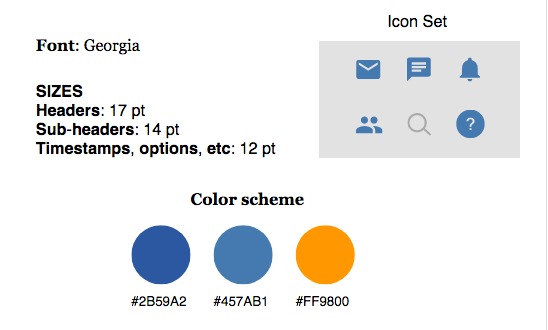 Icon Set
Font: Georgia
SIZES
Headers: 17 pt
Sub-headers: 14 pt
Timestamps, options, etc: 12 pt
?
Color scheme
#2B59A2 #457AB1 #FF9800